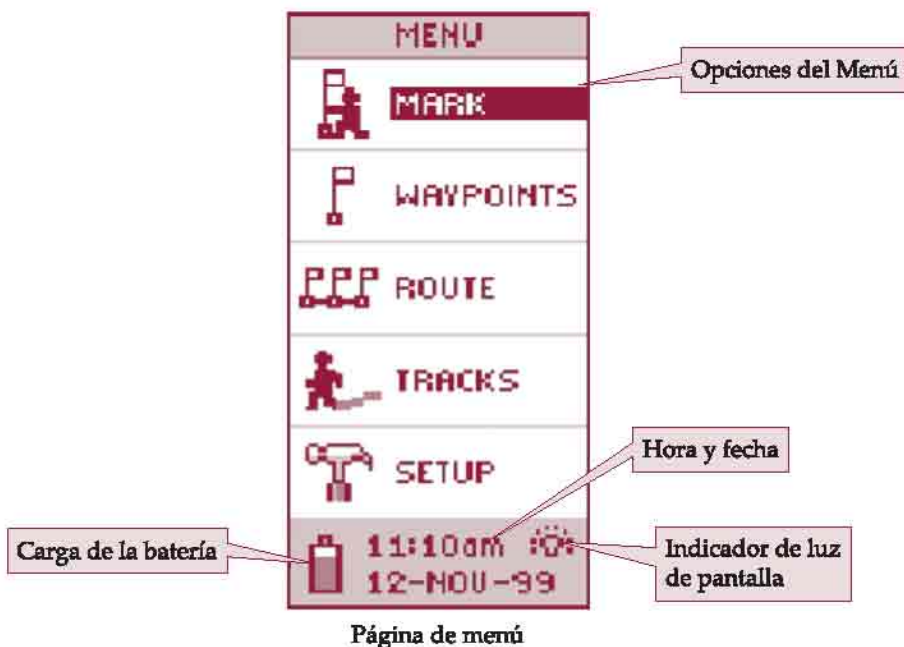 MENU
Opciones del Menú
MARK
WAYPOINTS
ROUTE
TRACKS
Hora y fecha
SETUP
Carga de la batería
11:10am
Indicador de luz
de pantalla
12-NOV-99
Página de menú